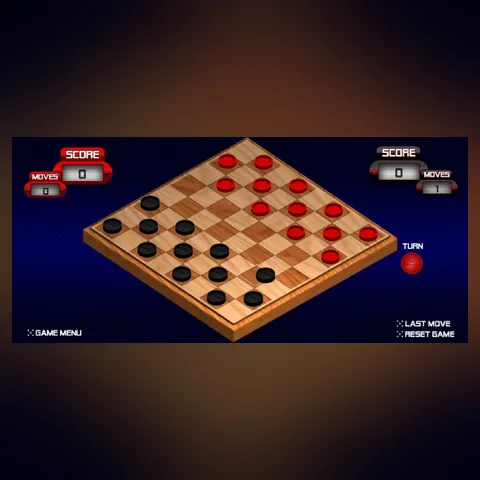 SCORE
0
MOVES
0
SCORE
0
MOVES
1
TURN
GAME MENU
LAST MOVE
RESET GAME